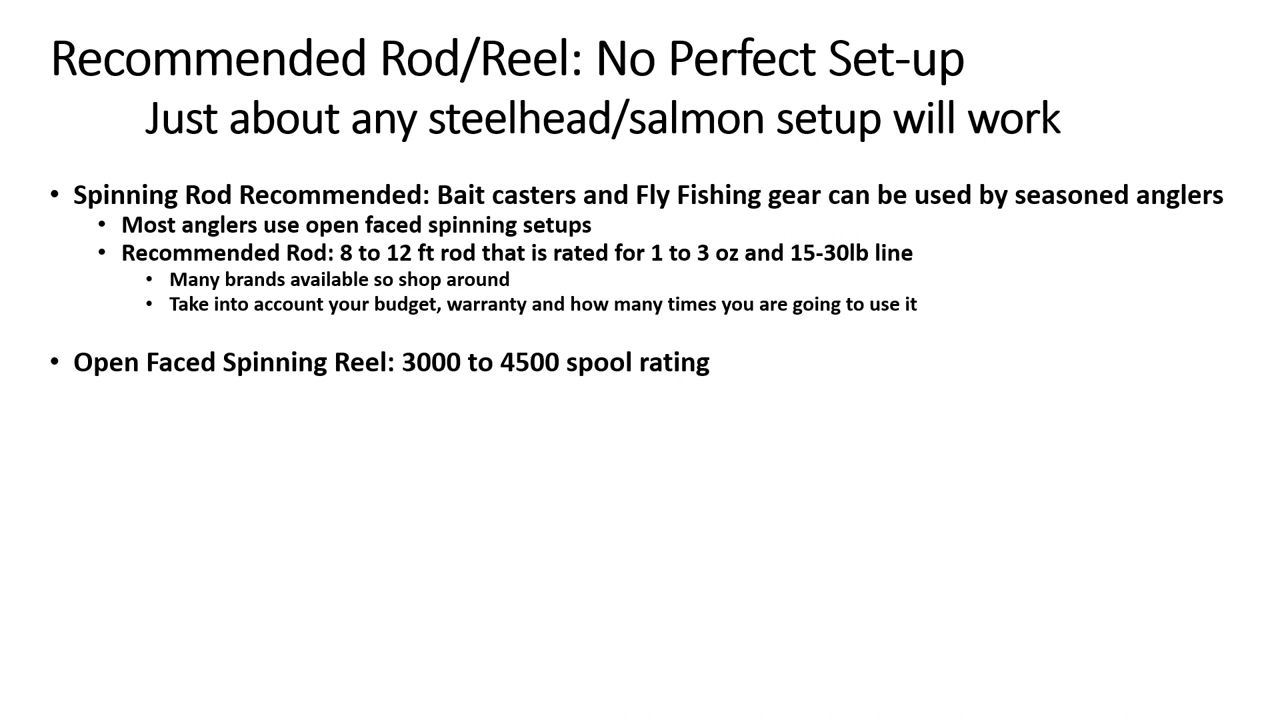 Recommended Rod/Reel: No Perfect Set-up
Just about any steelhead/salmon setup will work
• Spinning Rod Recommended: Bait casters and Fly Fishing gear can be used by seasoned anglers
• Most anglers use open faced spinning setups
• Recommended Rod: 8 to 12 ft rod that is rated for 1 to 3 oz and 15-30lb line
• Many brands available so shop around
• Take into account your budget, warranty and how many times you are going to use it
• Open Faced Spinning Reel: 3000 to 4500 spool rating